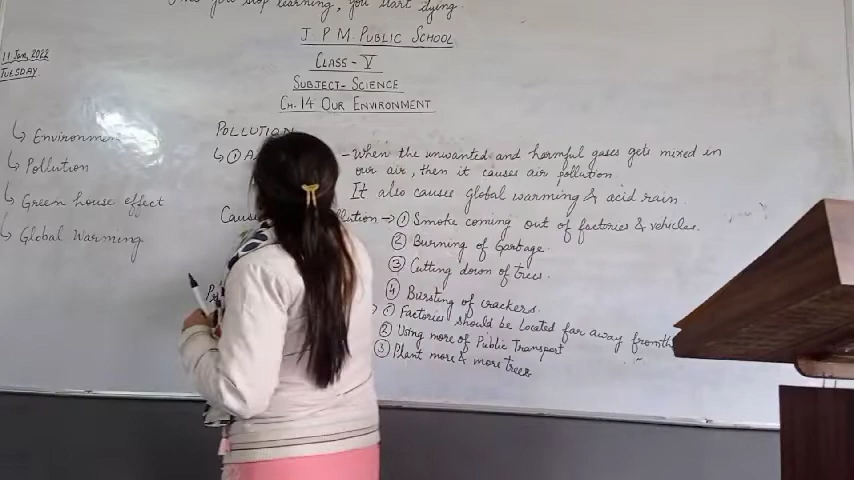 you stop learning, you start dying.
J P M PUBLIC SCHOOL
CLASS - V
SUBJECT - SCIENCE
CH. 14 OUR ENVIRONMENT
11 Jan, 2022
TUESDAY
↳ Environmen
↳ Pollution
↳ Green house effect
↳ Global Warming
POLLUTION
↳ ① A
- When the unwanted and harmful gases gets mixed in
our air, then it causes air pollution.
It also causes global warming & acid rain.
Caus llution → ① Smoke coming out of factories & vehicles.
② Burning of Garbage.
③ Cutting down of trees.
④ Bursting of crackers.
① Factories should be located far away from th
② Using more of Public Transport
③ Plant more & more trees